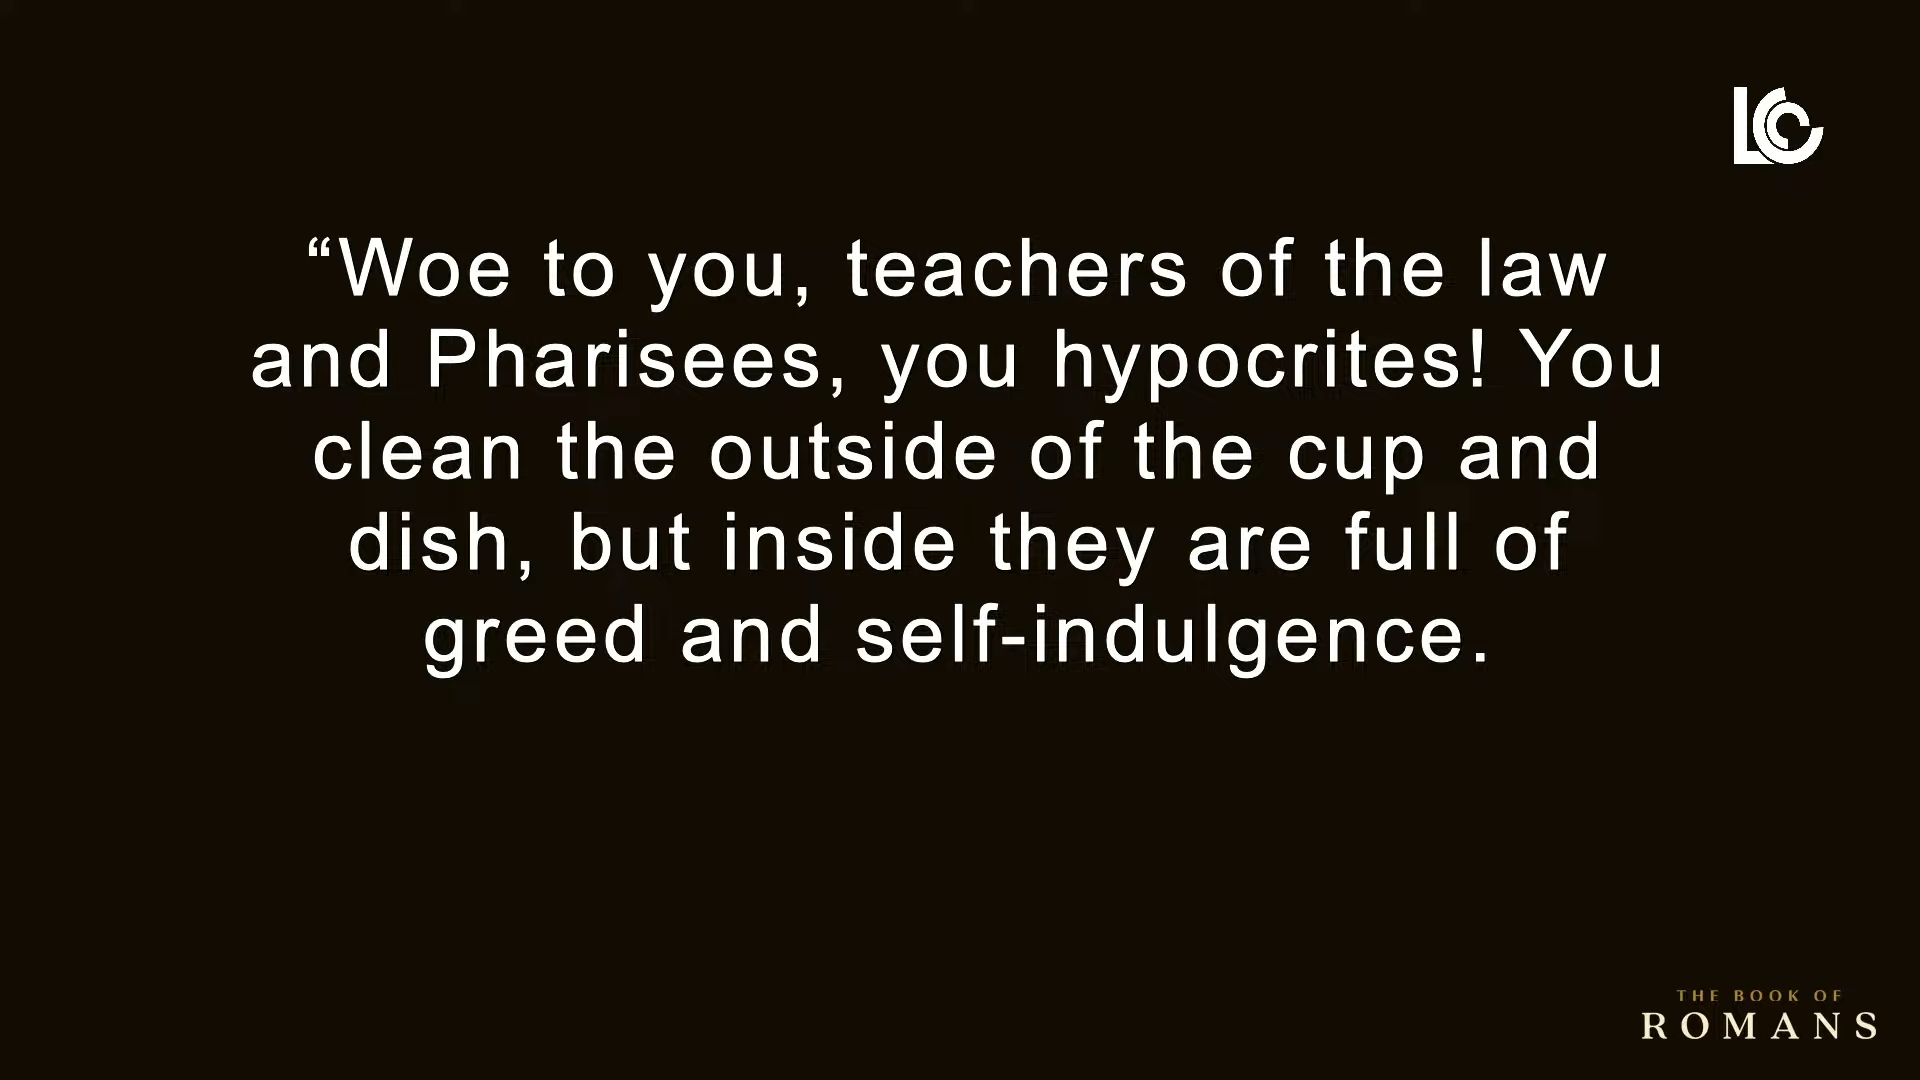 LCC
“Woe to you, teachers of the law
and Pharisees, you hypocrites! You
clean the outside of the cup and
dish, but inside they are full of
greed and self-indulgence.
THE BOOK OF
ROMANS